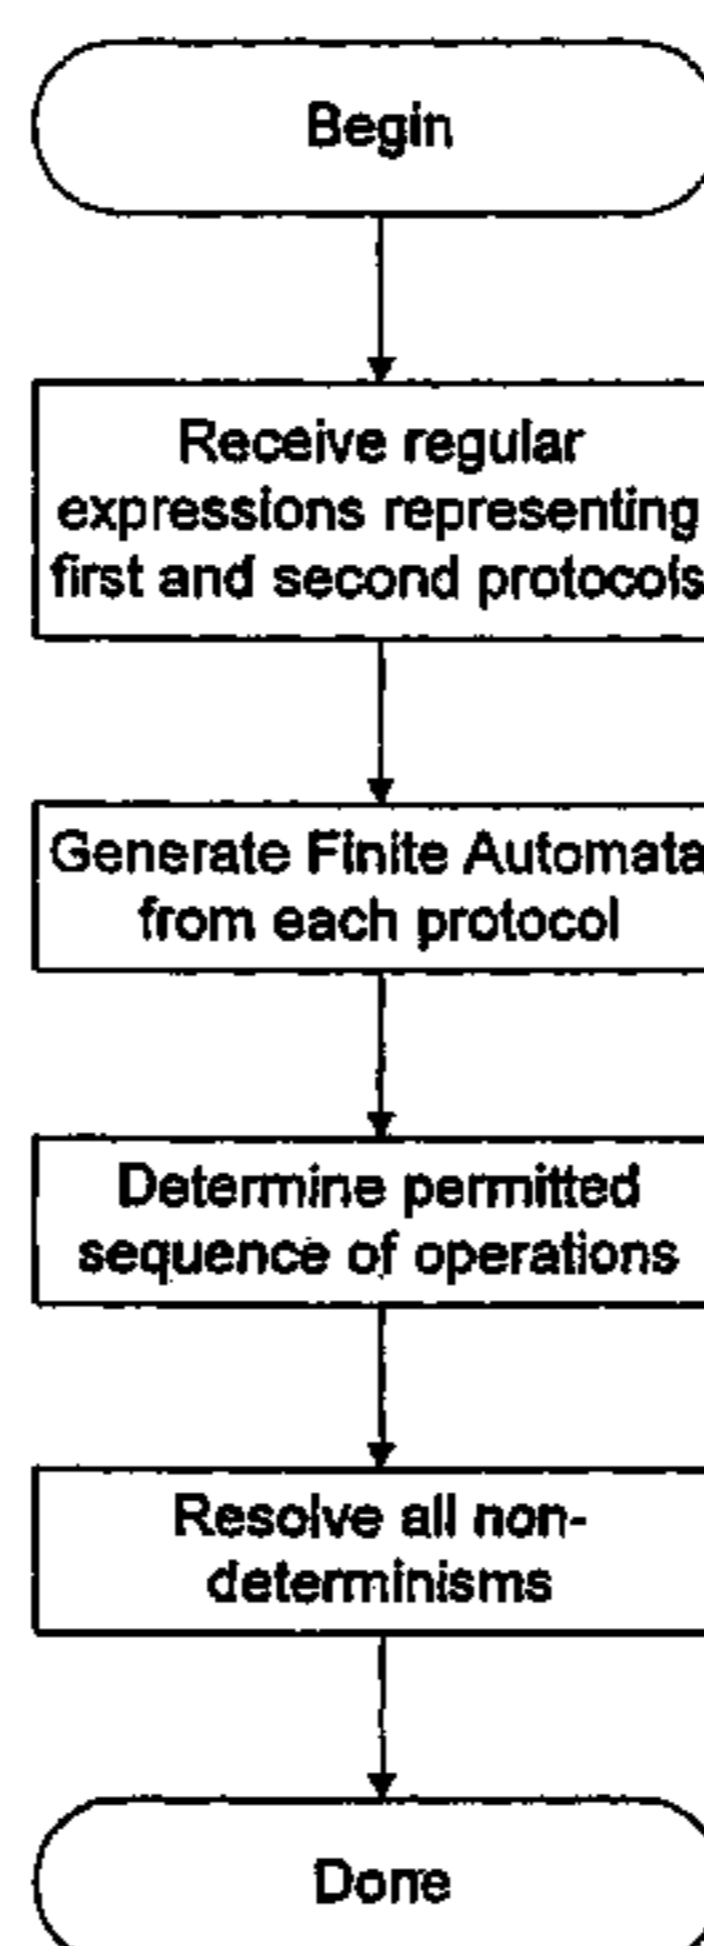 Begin
Receive regular
expressions representing
first and second protocols
Generate Finite Automata
from each protocol
Determine permitted
sequence of operations
Resolve all non-
determinisms
Done